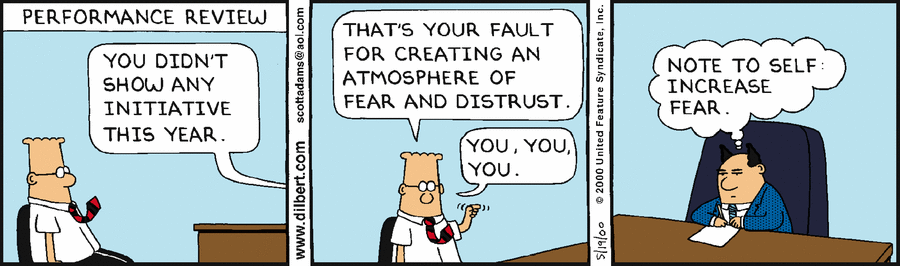 PERFORMANCE REVIEW
YOU DIDN'T
SHOW ANY
INITIATIVE
THIS YEAR.
www.dilbert.com scottadams@aol.com
THAT'S YOUR FAULT
FOR CREATING AN
ATMOSPHERE OF
FEAR AND DISTRUST.
YOU, YOU,
YOU.
5/19/00 © 2000 United Feature Syndicate, Inc.
NOTE TO SELF:
INCREASE
FEAR.